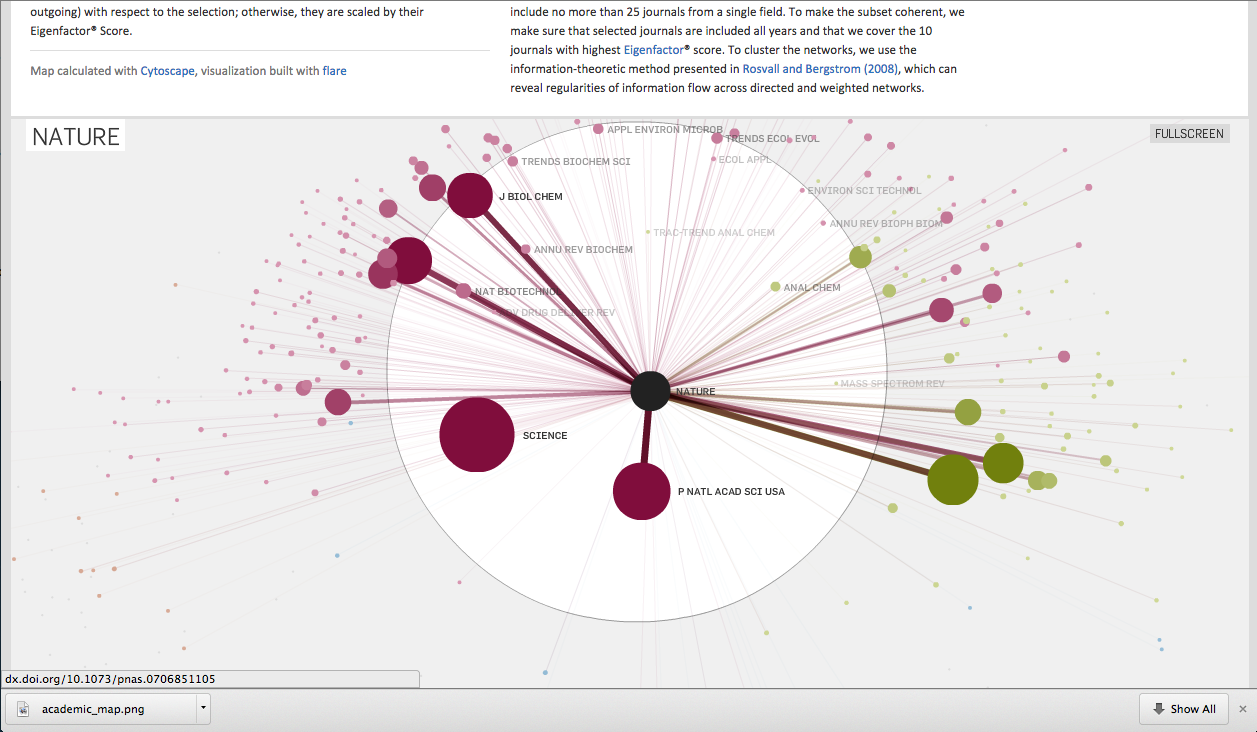 outgoing) with respect to the selection; otherwise, they are scaled by their
Eigenfactor® Score.
Map calculated with Cytoscape, visualization built with flare
include no more than 25 journals from a single field. To make the subset coherent, we
make sure that selected journals are included all years and that we cover the 10
journals with highest Eigenfactor® score. To cluster the networks, we use the
information-theoretic method presented in Rosvall and Bergstrom (2008), which can
reveal regularities of information flow across directed and weighted networks.
NATURE
FULLSCREEN
APPL ENVIRON MICROB
TRENDS ECOL EVOL
TRENDS BIOCHEM SCI
ECOL APPL
J BIOL CHEM
ENVIRON SCI TECHNOL
ANNU REV BIOPH BIOM
TRAC-TREND ANAL CHEM
ANNU REV BIOCHEM
NAT BIOTECHNOL
ANAL CHEM
ADV DRUG DELIVER REV
MASS SPECTROM REV
NATURE
SCIENCE
P NATL ACAD SCI USA
dx.doi.org/10.1073/pnas.0706851105
academic_map.png
Show All